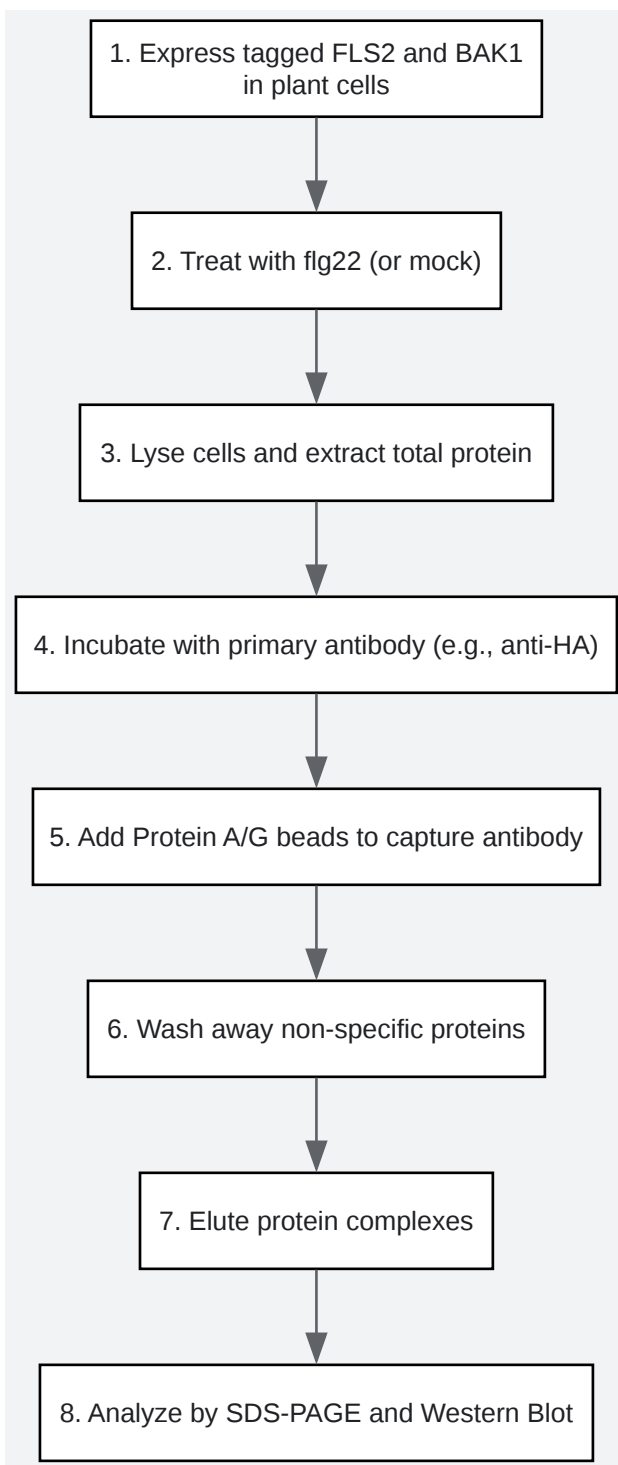 1. Express tagged FLS2 and BAK1
in plant cells
2. Treat with flg22 (or mock)
3. Lyse cells and extract total protein
4. Incubate with primary antibody (e.g., anti-HA)
5. Add Protein A/G beads to capture antibody
6. Wash away non-specific proteins
7. Elute protein complexes
8. Analyze by SDS-PAGE and Western Blot